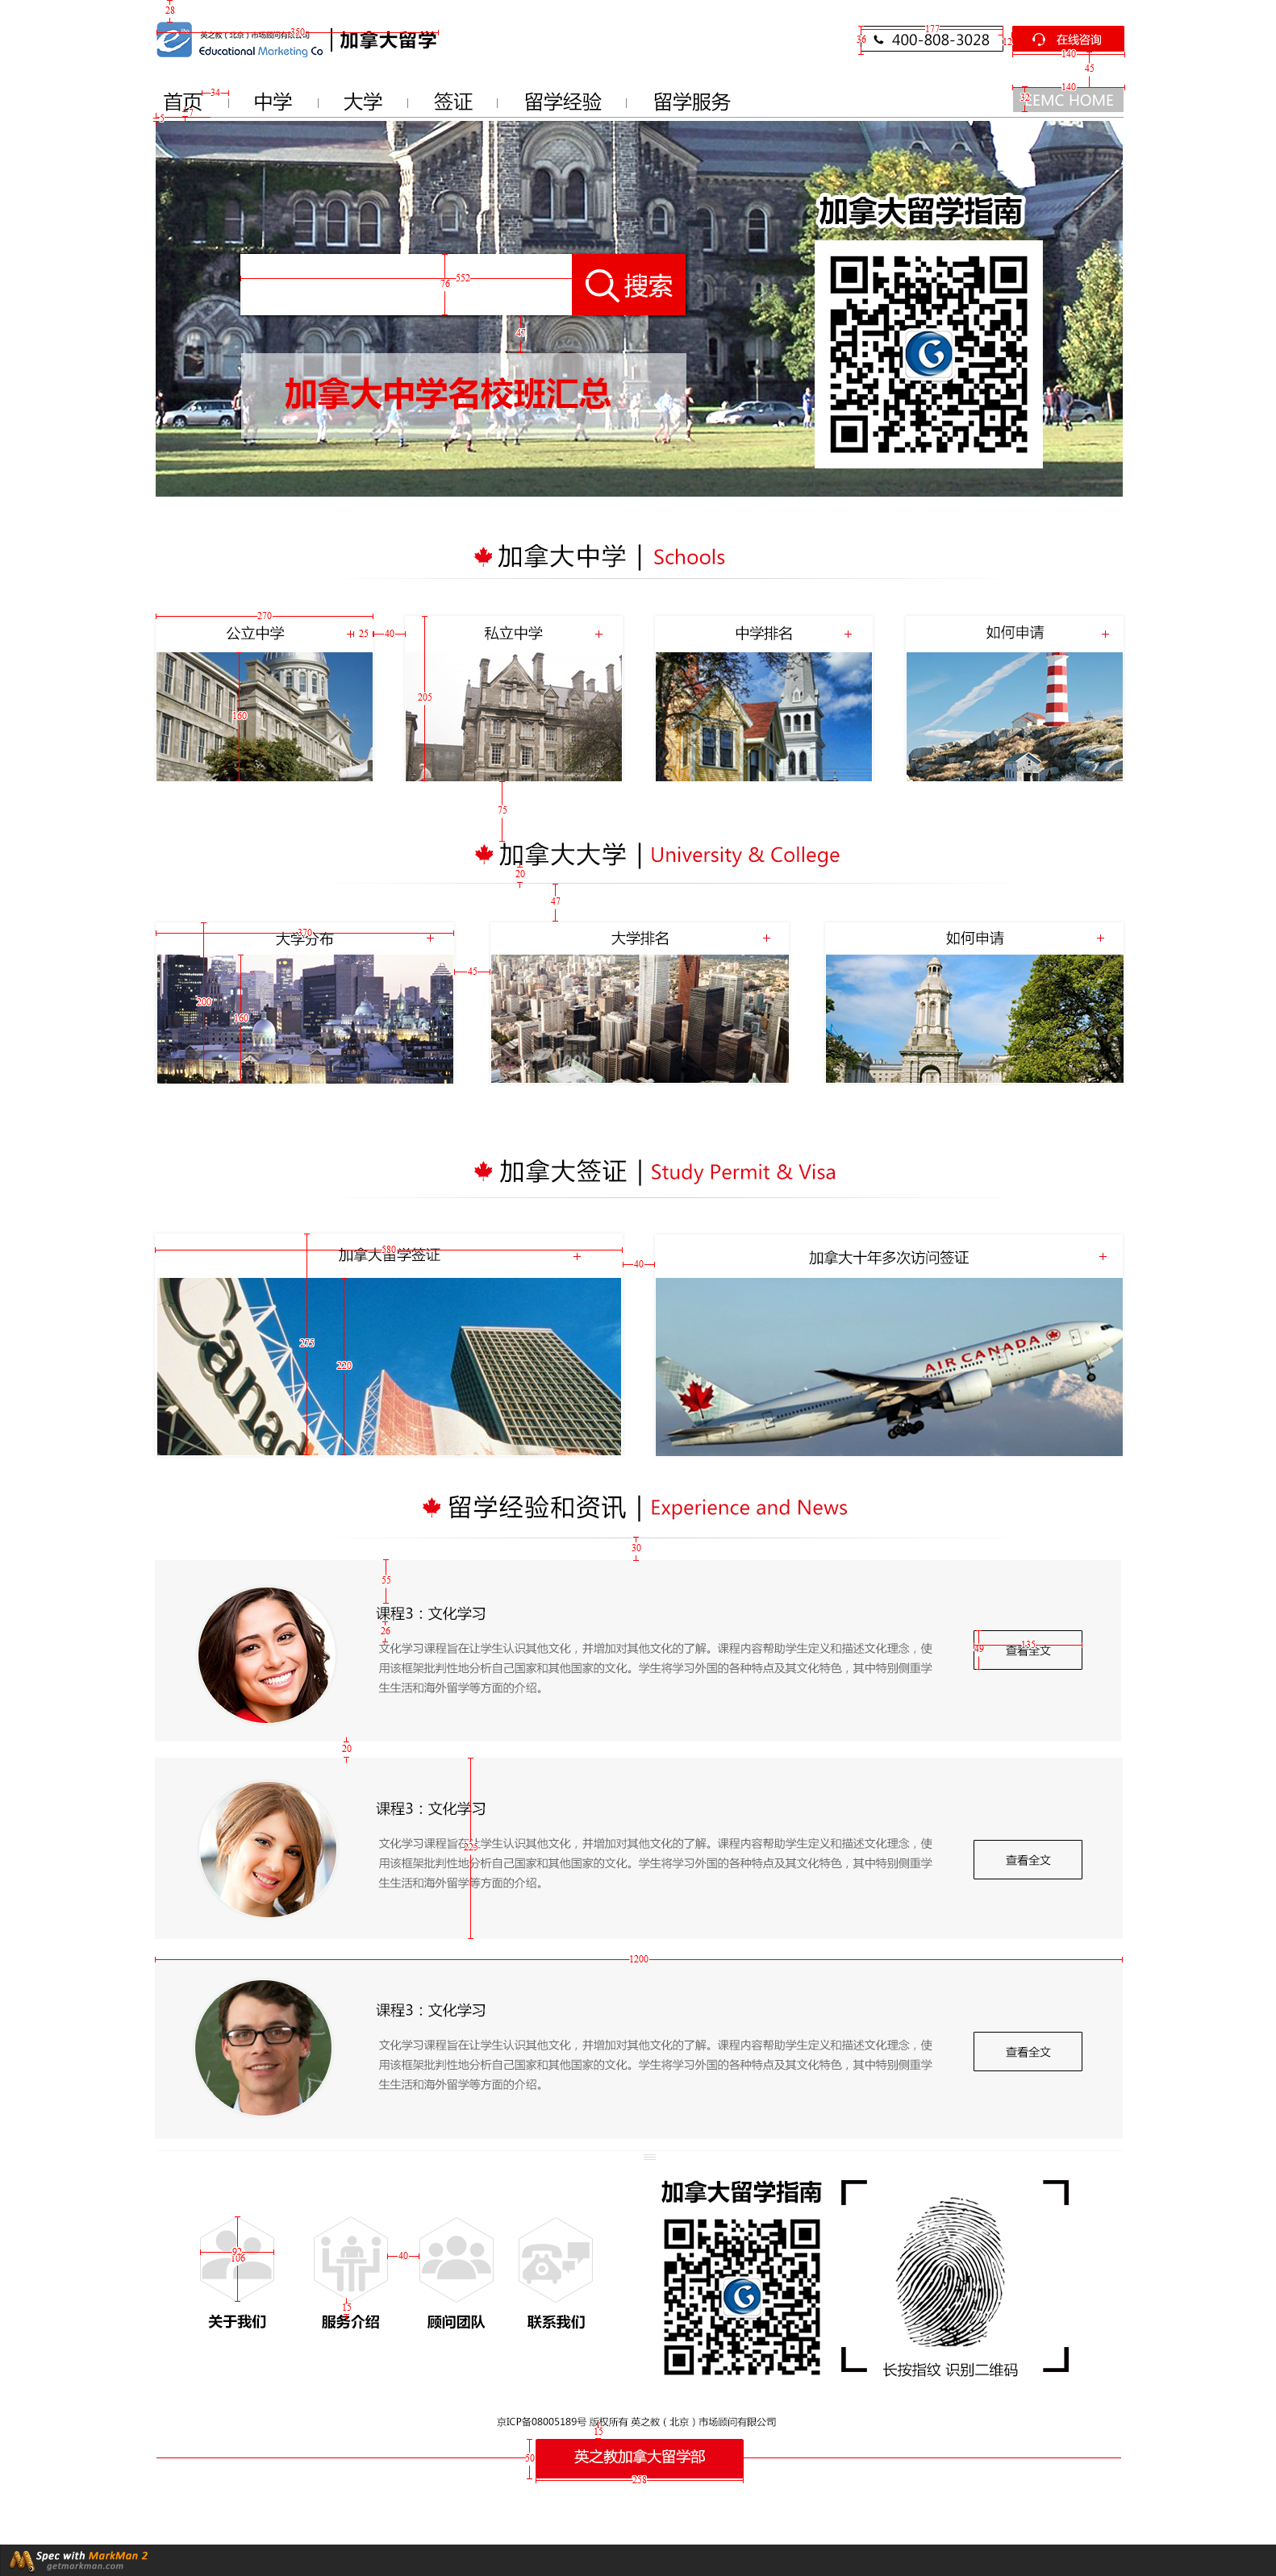 28
英之教（北京）市场顾问有限公司
350
Educational Marketing Co
加拿大留学
177
36
400-808-3028
12
在线咨询
140
45
首页
34
中学
大学
签证
留学经验
留学服务
140
32
EEMC HOME
5
7
加拿大留学指南
552
76
搜索
加拿大中学名校班汇总
加拿大中学 | Schools
270
公立中学
25
40
私立中学
中学排名
如何申请
160
205
75
加拿大大学 | University & College
20
47
370
大学分布
大学排名
如何申请
45
200
160
加拿大签证 | Study Permit & Visa
580
加拿大留学签证
40
加拿大十年多次访问签证
275
220
Canad
AIR CANADA
留学经验和资讯 | Experience and News
30
55
课程3：文化学习
26
文化学习课程旨在让学生认识其他文化，并增加对其他文化的了解。课程内容帮助学生定义和描述文化理念，使
用该框架批判性地分析自己国家和其他国家的文化。学生将学习外国的各种特点及其文化特色，其中特别侧重学
生生活和海外留学等方面的介绍。
135
49
查看全文
20
课程3：文化学习
文化学习课程旨在让学生认识其他文化，并增加对其他文化的了解。课程内容帮助学生定义和描述文化理念，使
用该框架批判性地分析自己国家和其他国家的文化。学生将学习外国的各种特点及其文化特色，其中特别侧重学
生生活和海外留学等方面的介绍。
225
查看全文
1200
课程3：文化学习
文化学习课程旨在让学生认识其他文化，并增加对其他文化的了解。课程内容帮助学生定义和描述文化理念，使
用该框架批判性地分析自己国家和其他国家的文化。学生将学习外国的各种特点及其文化特色，其中特别侧重学
生生活和海外留学等方面的介绍。
查看全文
加拿大留学指南
92
106
40
15
关于我们
服务介绍
顾问团队
联系我们
长按指纹 识别二维码
京ICP备08005189号 版权所有 英之教（北京）市场顾问有限公司
15
50
英之教加拿大留学部
258
Spec with MarkMan 2
getmarkman.com